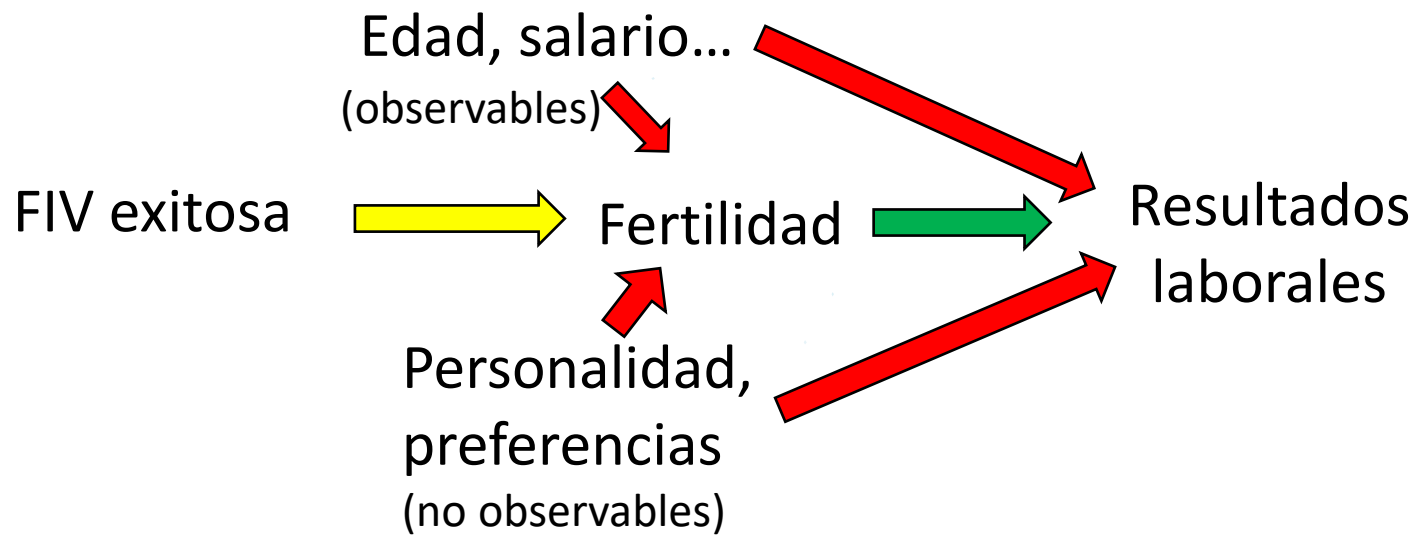 Edad, salario...
(observables)
FIV exitosa
Fertilidad
Resultados
laborales
Personalidad,
preferencias
(no observables)